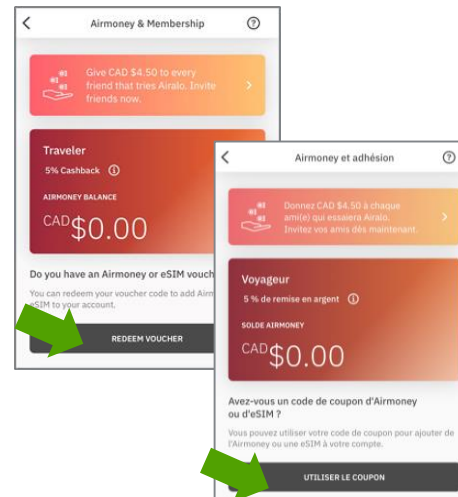 Airmoney & Membership
Give CAD $4.50 to every
friend that tries Airalo. Invite
friends now.
Traveler
5% Cashback
AIRMONEY BALANCE
CAD$0.00
Do you have an Airmoney or eSIM vouch
You can redeem your voucher code to add Airm
eSIM to your account.
REDEEM VOUCHER
Airmoney et adhésion
Donnez CAD $4.50 à chaque
ami(e) qui essaiera Airalo.
Invitez vos amis dès maintenant.
Voyageur
5 % de remise en argent
SOLDE AIRMONEY
CAD$0.00
Avez-vous un code de coupon d'Airmoney
ou d'eSIM ?
Vous pouvez utiliser votre code de coupon pour ajouter de
l'Airmoney ou une eSIM à votre compte.
UTILISER LE COUPON